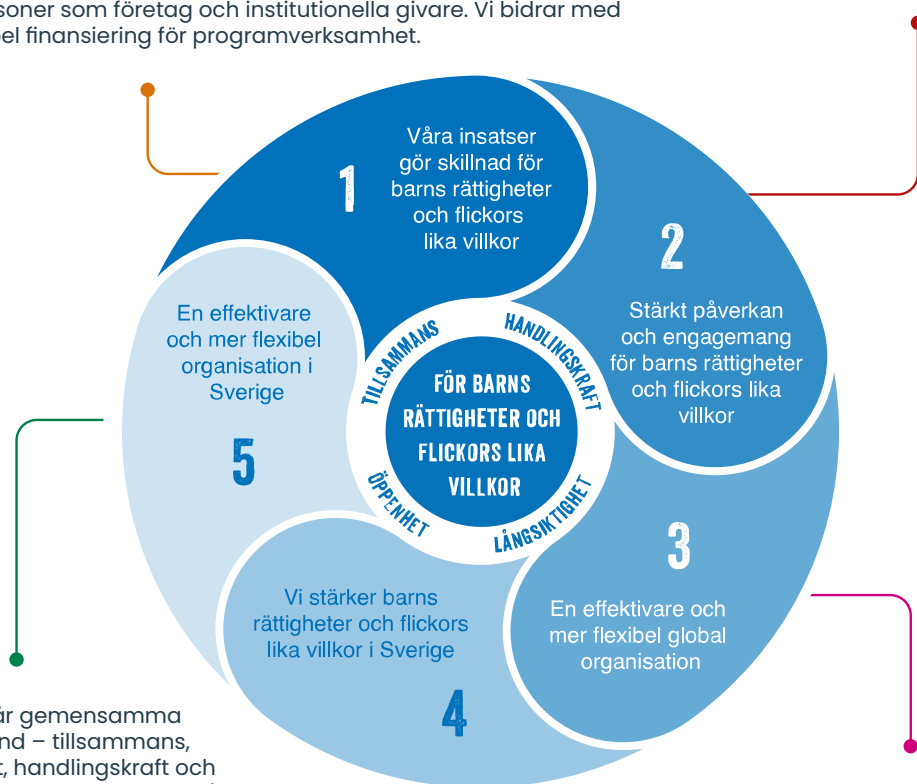 som företag och institutionella givare. Vi bidrar med
finansiering för programverksamhet.
1
Våra insatser
gör skillnad för
barns rättigheter
och flickors
lika villkor
2
Stärkt påverkan
och engagemang
för barns rättigheter
och flickors lika
villkor
3
En effektivare och
mer flexibel global
organisation
4
Vi stärker barns
rättigheter och flickors
lika villkor i Sverige
5
En effektivare
och mer flexibel
organisation i
Sverige
TILLSAMMANS
HANDLINGSKRAFT
LÅNGSIKTIGHET
ÖPPENHET
FÖR BARNS
RÄTTIGHETER OCH
FLICKORS LIKA
VILLKOR
gemensamma
– tillsammans,
handlingskraft och